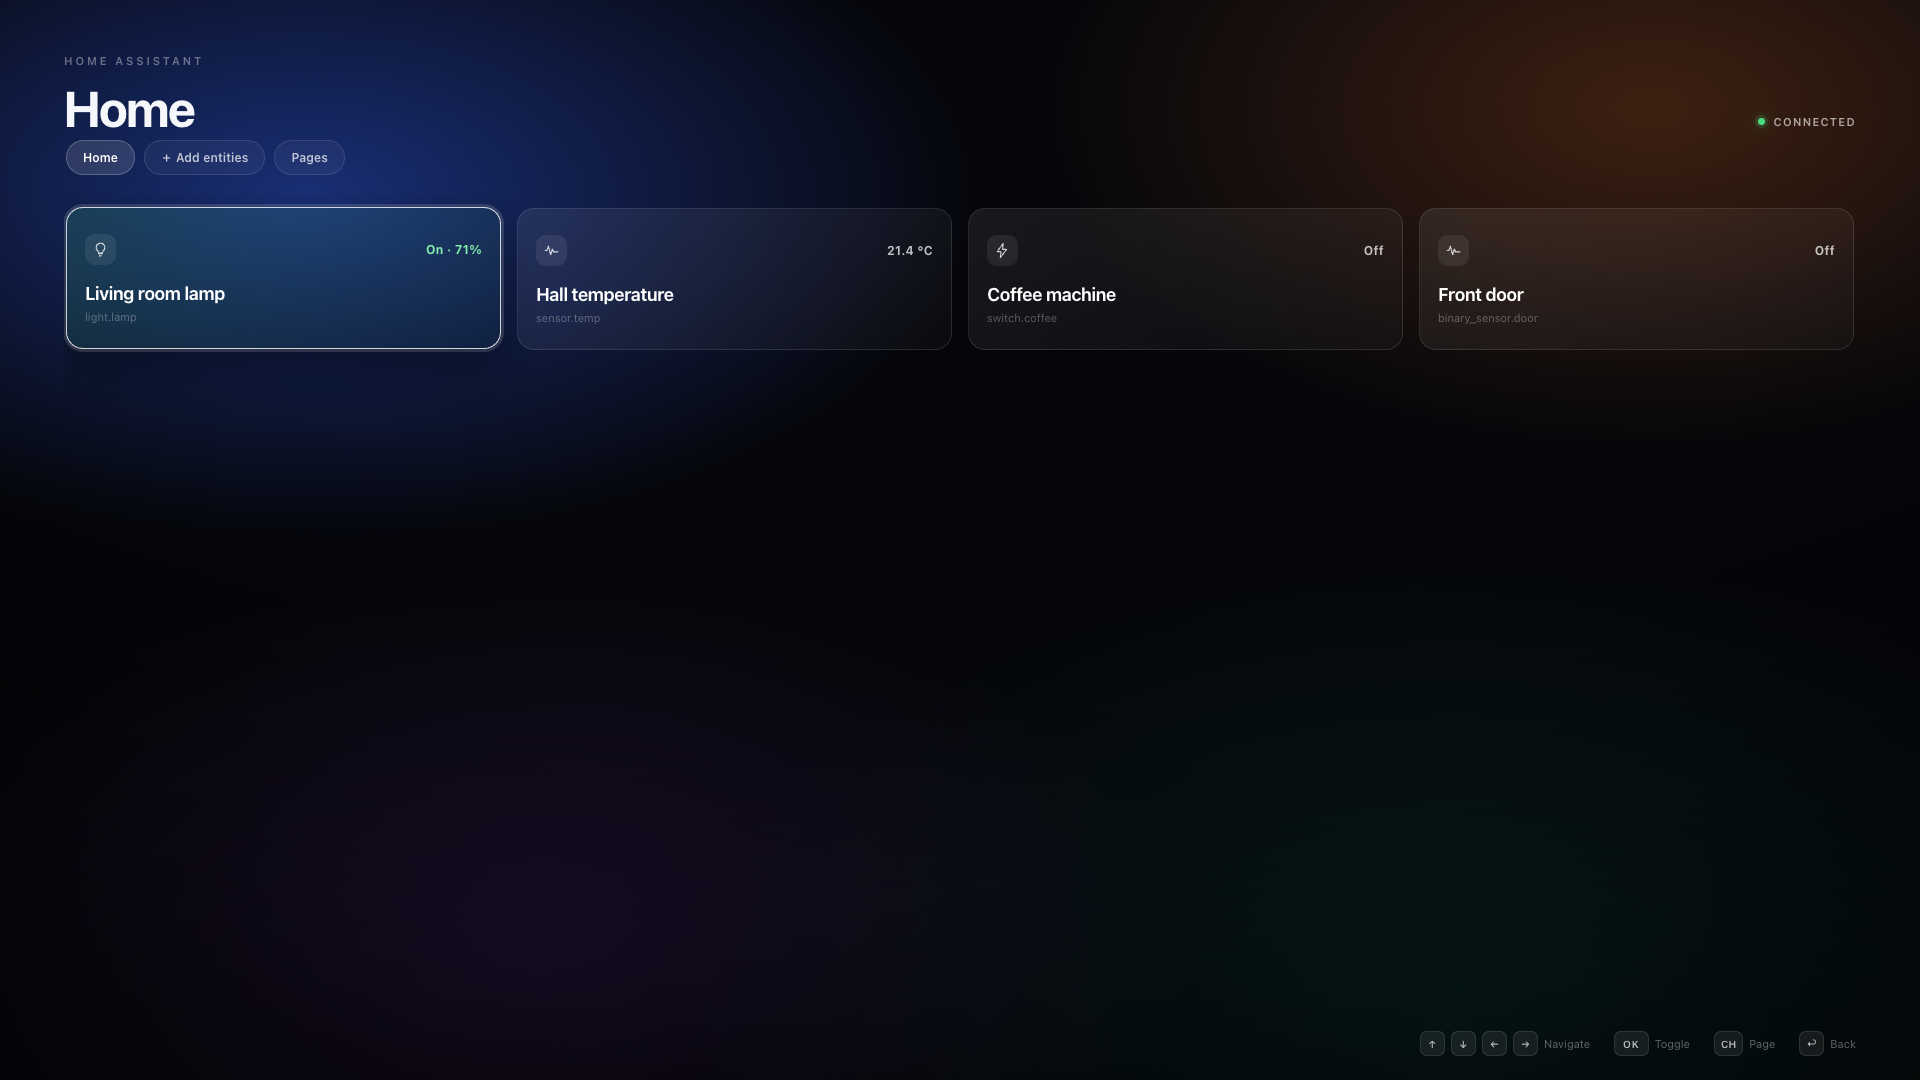 HOME ASSISTANT
Home
CONNECTED
Home
+ Add entities
Pages
On · 71%
Living room lamp
light.lamp
21.4 °C
Hall temperature
sensor.temp
Off
Coffee machine
switch.coffee
Off
Front door
binary_sensor.door
↑ ↓ ← → Navigate OK Toggle CH Page ↩ Back